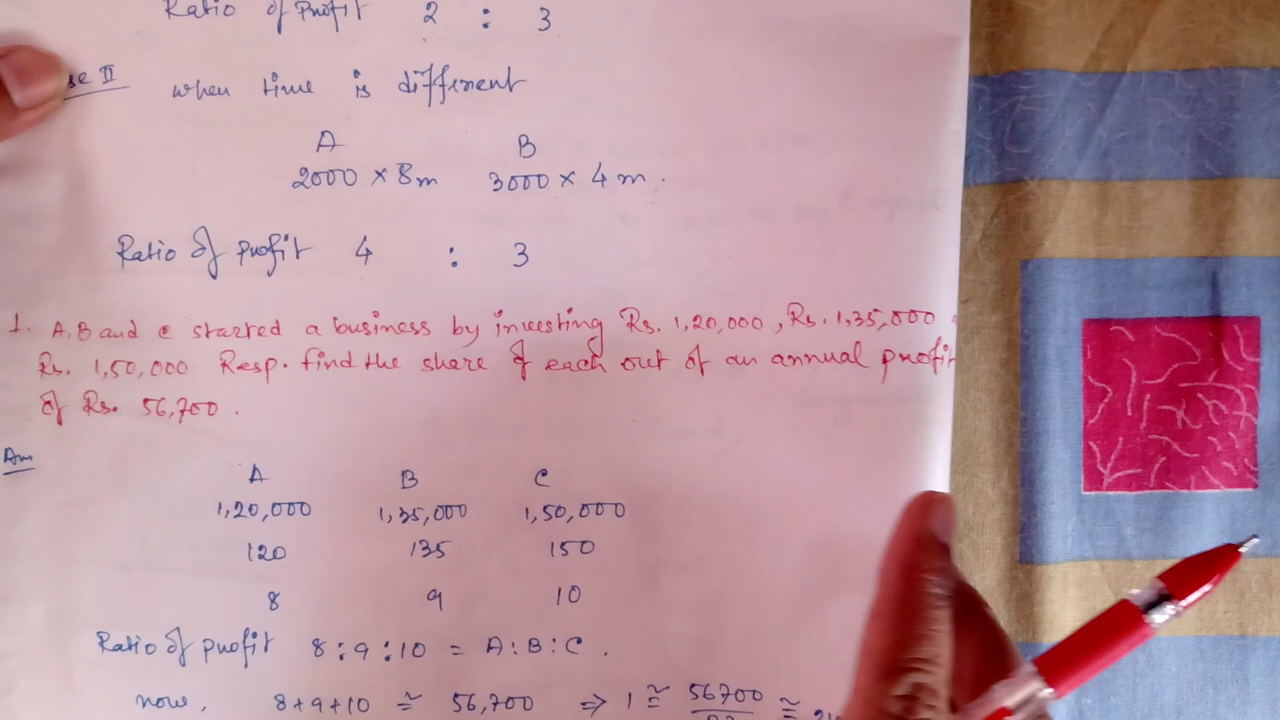 Ratio of Profit 2 : 3
se II when time is different
A B
2000 × 8m 3000 × 4 m .
Ratio of profit 4 : 3
1. A, B and c started a business by investing Rs. 1,20,000, Rs. 1,35,000
Rs. 1,50,000 Resp. find the share of each out of an annual profit
of Rs. 56,700 .
Ans
A B C
1,20,000 1,35,000 1,50,000
120 135 150
8 9 10
Ratio of profit 8:9:10 = A:B:C .
now, 8+9+10 ≅ 56,700 ⇒ 1 ≅ 56700 ≅